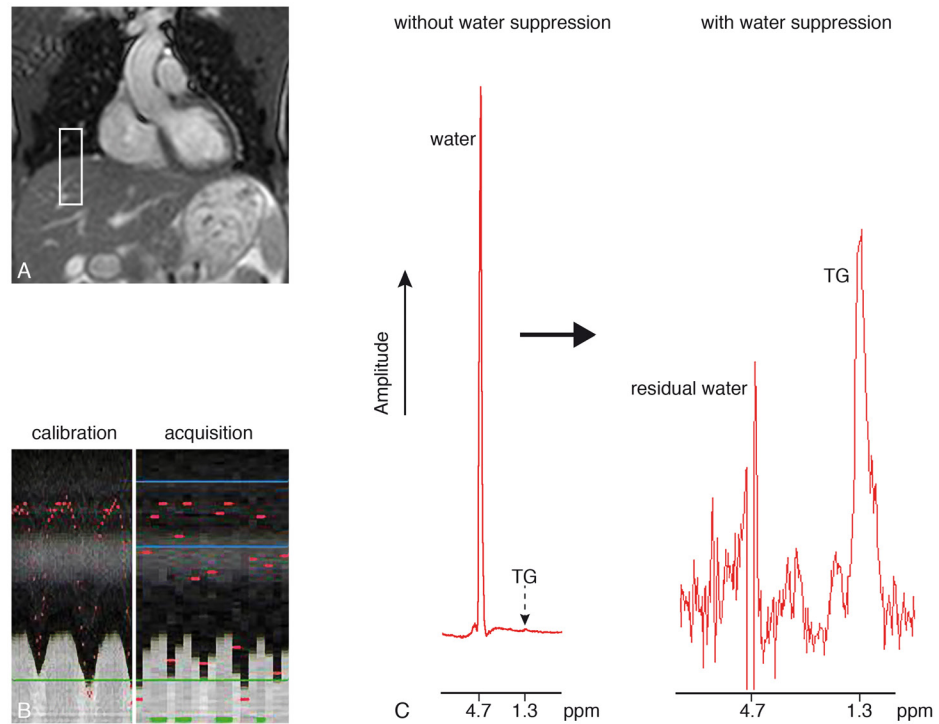 without water suppression
with water suppression
A
water
TG
Amplitude
residual water
calibration
acquisition
TG
B
C
4.7
1.3
ppm
4.7
1.3
ppm